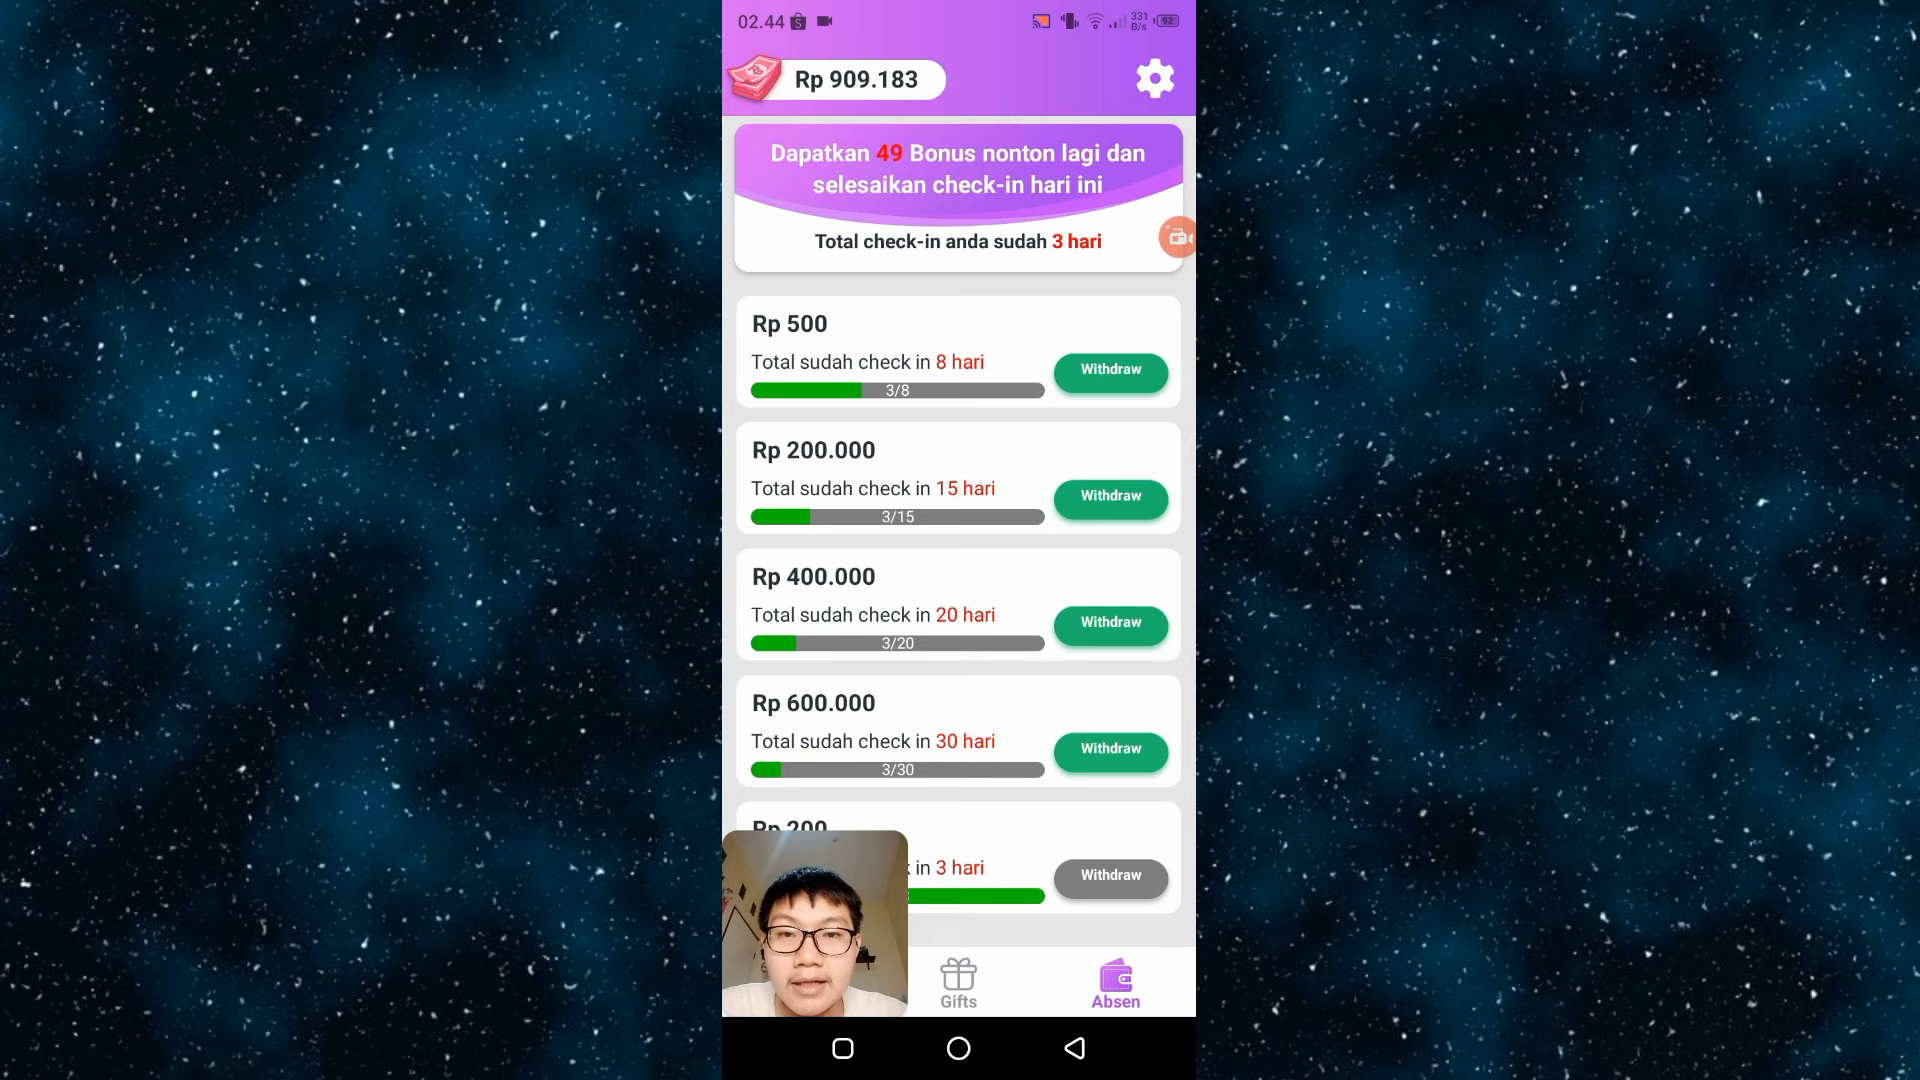 02.44
331
B/s
92
Rp 909.183
Dapatkan 49 Bonus nonton lagi dan
selesaikan check-in hari ini
Total check-in anda sudah 3 hari
Rp 500
Total sudah check in 8 hari
3/8
Withdraw
Rp 200.000
Total sudah check in 15 hari
3/15
Withdraw
Rp 400.000
Total sudah check in 20 hari
3/20
Withdraw
Rp 600.000
Total sudah check in 30 hari
3/30
Withdraw
Rp 200
in 3 hari
Withdraw
Gifts
Absen